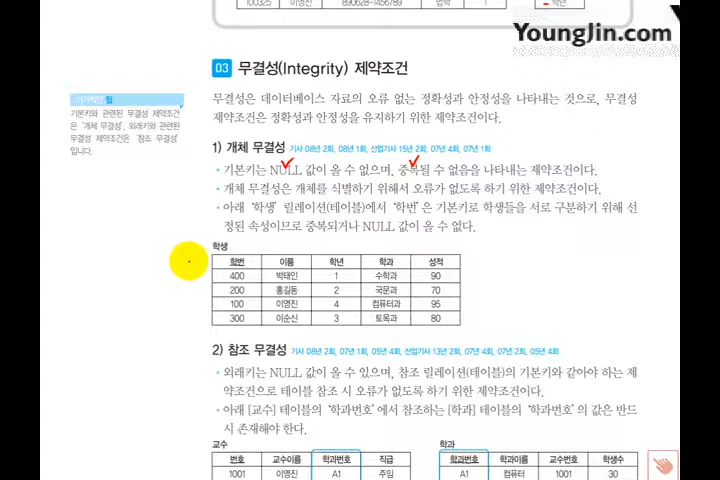 100325 이영진 890628-1456789 법학 1 학년
YoungJin.com
03 무결성(Integrity) 제약조건
무결성은 데이터베이스 자료의 오류 없는 정확성과 안정성을 나타내는 것으로, 무결성
제약조건은 정확성과 안정성을 유지하기 위한 제약조건이다.
기본키와 관련된 무결성 제약조건
은 '개체 무결성', 외래키와 관련된
무결성 제약조건은 '참조 무결성'
입니다.
1) 개체 무결성 기사 08년 2회, 08년 1회, 산업기사 15년 2회, 07년 4회, 07년 1회
• 기본키는 NULL 값이 올 수 없으며, 중복될 수 없음을 나타내는 제약조건이다.
• 개체 무결성은 개체를 식별하기 위해서 오류가 없도록 하기 위한 제약조건이다.
• 아래 '학생' 릴레이션(테이블)에서 '학번'은 기본키로 학생들을 서로 구분하기 위해 선
정된 속성이므로 중복되거나 NULL 값이 올 수 없다.
학생
학번 이름 학년 학과 성적
400 박태인 1 수학과 90
200 홍길동 2 국문과 70
100 이영진 4 컴퓨터과 95
300 이순신 3 토목과 80
2) 참조 무결성 기사 08년 2회, 07년 1회, 05년 4회, 산업기사 13년 2회, 07년 4회, 07년 2회, 05년 4회
• 외래키는 NULL 값이 올 수 있으며, 참조 릴레이션(테이블)의 기본키와 같아야 하는 제
약조건으로 테이블 참조 시 오류가 없도록 하기 위한 제약조건이다.
• 아래 [교수] 테이블의 '학과번호'에서 참조하는 [학과] 테이블의 '학과번호'의 값은 반드
시 존재해야 한다.
교수
번호 교수이름 학과번호 직급
1001 이영진 A1 주임
학과
학과번호 학과이름 교수번호 학생수
A1 컴퓨터 1001 30